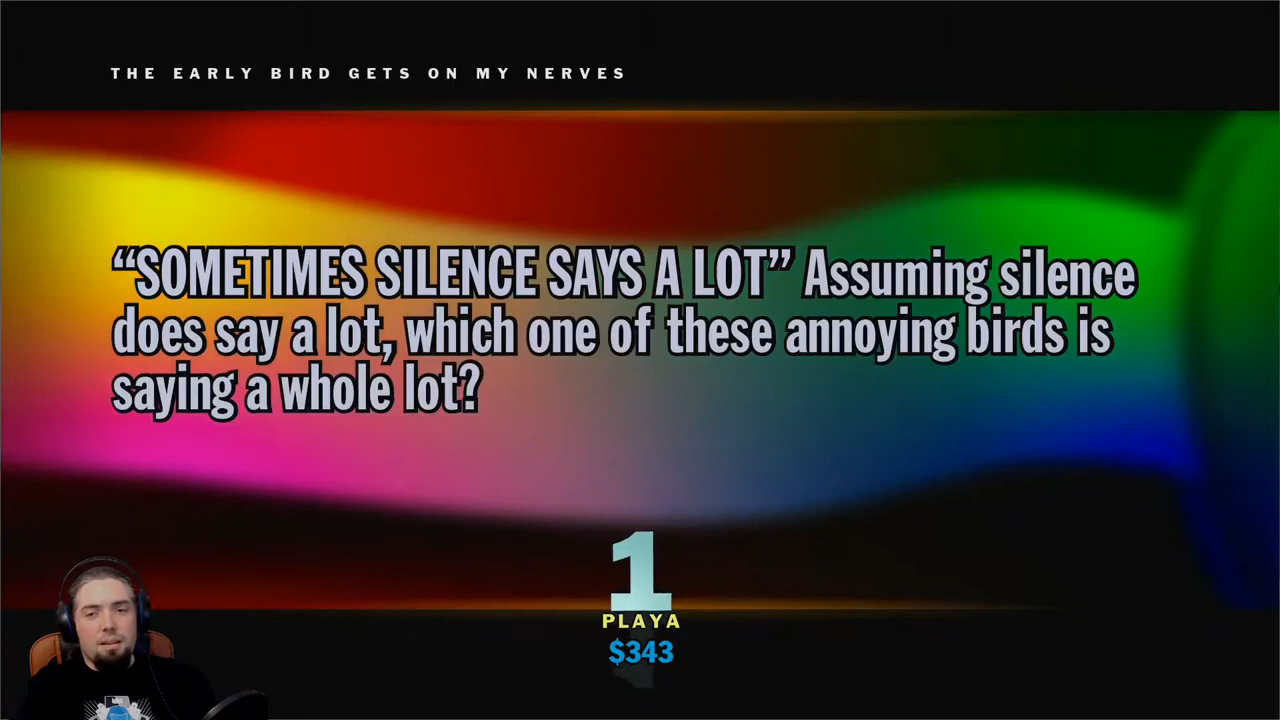 THE EARLY BIRD GETS ON MY NERVES
“SOMETIMES SILENCE SAYS A LOT” Assuming silence
does say a lot, which one of these annoying birds is
saying a whole lot?
1
PLAYA
$343